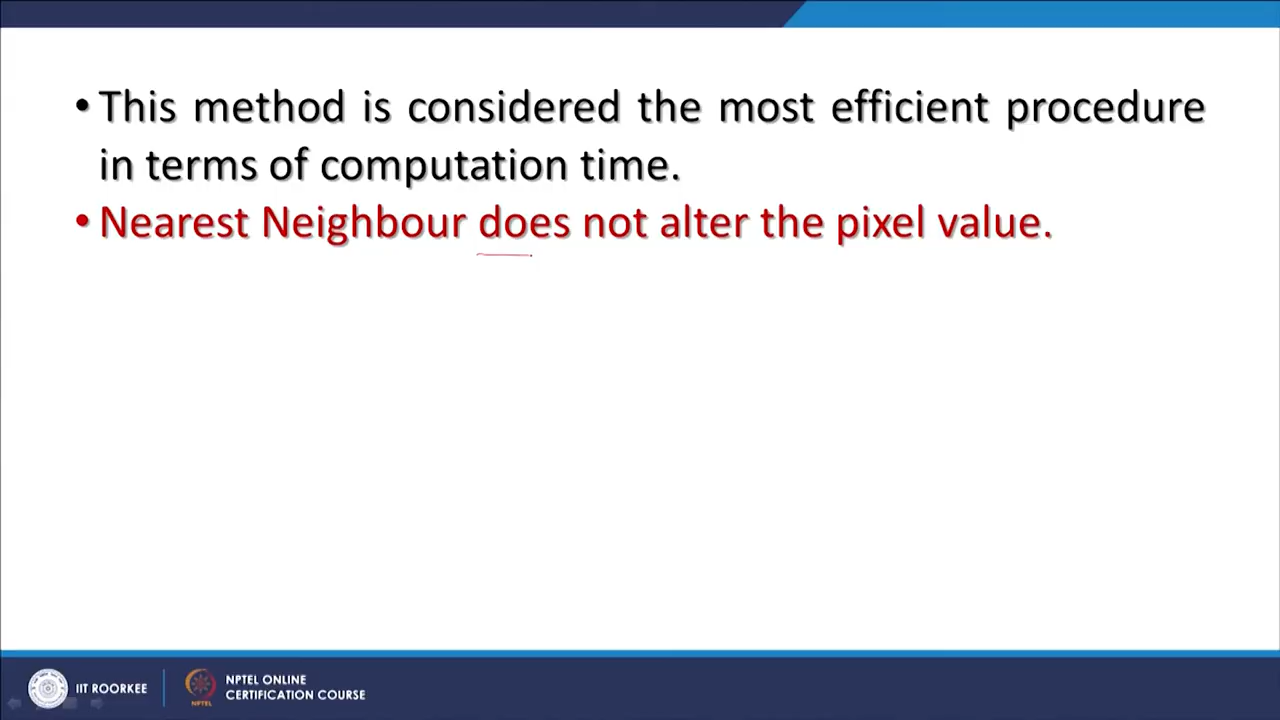 • This method is considered the most efficient procedure
in terms of computation time.
• Nearest Neighbour does not alter the pixel value.
IIT ROORKEE
NPTEL
NPTEL ONLINE
CERTIFICATION COURSE